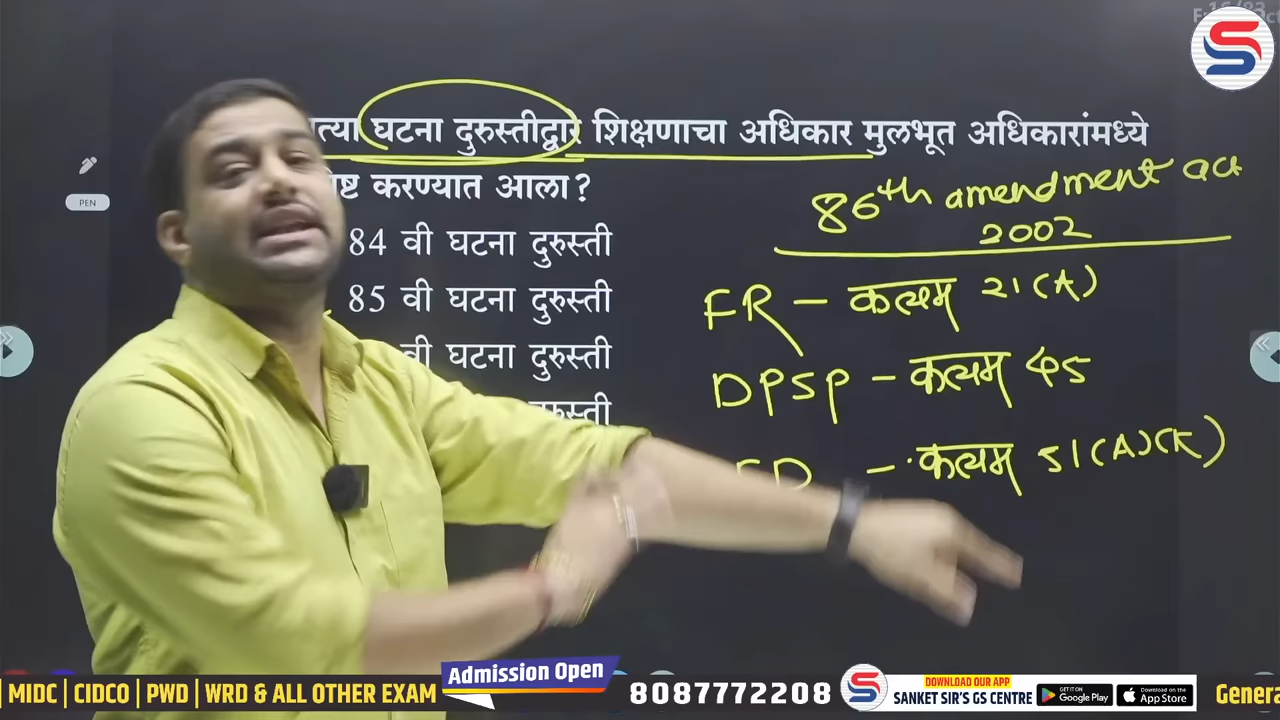 घटना दुरुस्तीद्वार शिक्षणाचा अधिकार मुलभूत अधिकारांमध्ये
करण्यात आला?
84 वी घटना दुरुस्ती
85 वी घटना दुरुस्ती
वी घटना दुरुस्ती
86th amendment act
2002
FR - कलम 21(A)
DPSP - कलम 45
FD - कलम 51(A)(K)
PEN
MIDC | CIDCO | PWD | WRD & ALL OTHER EXAM
Admission Open
8087772208
DOWNLOAD OUR APP
SANKET SIR'S GS CENTRE
GET IT ON
Google Play
Download on the
App Store